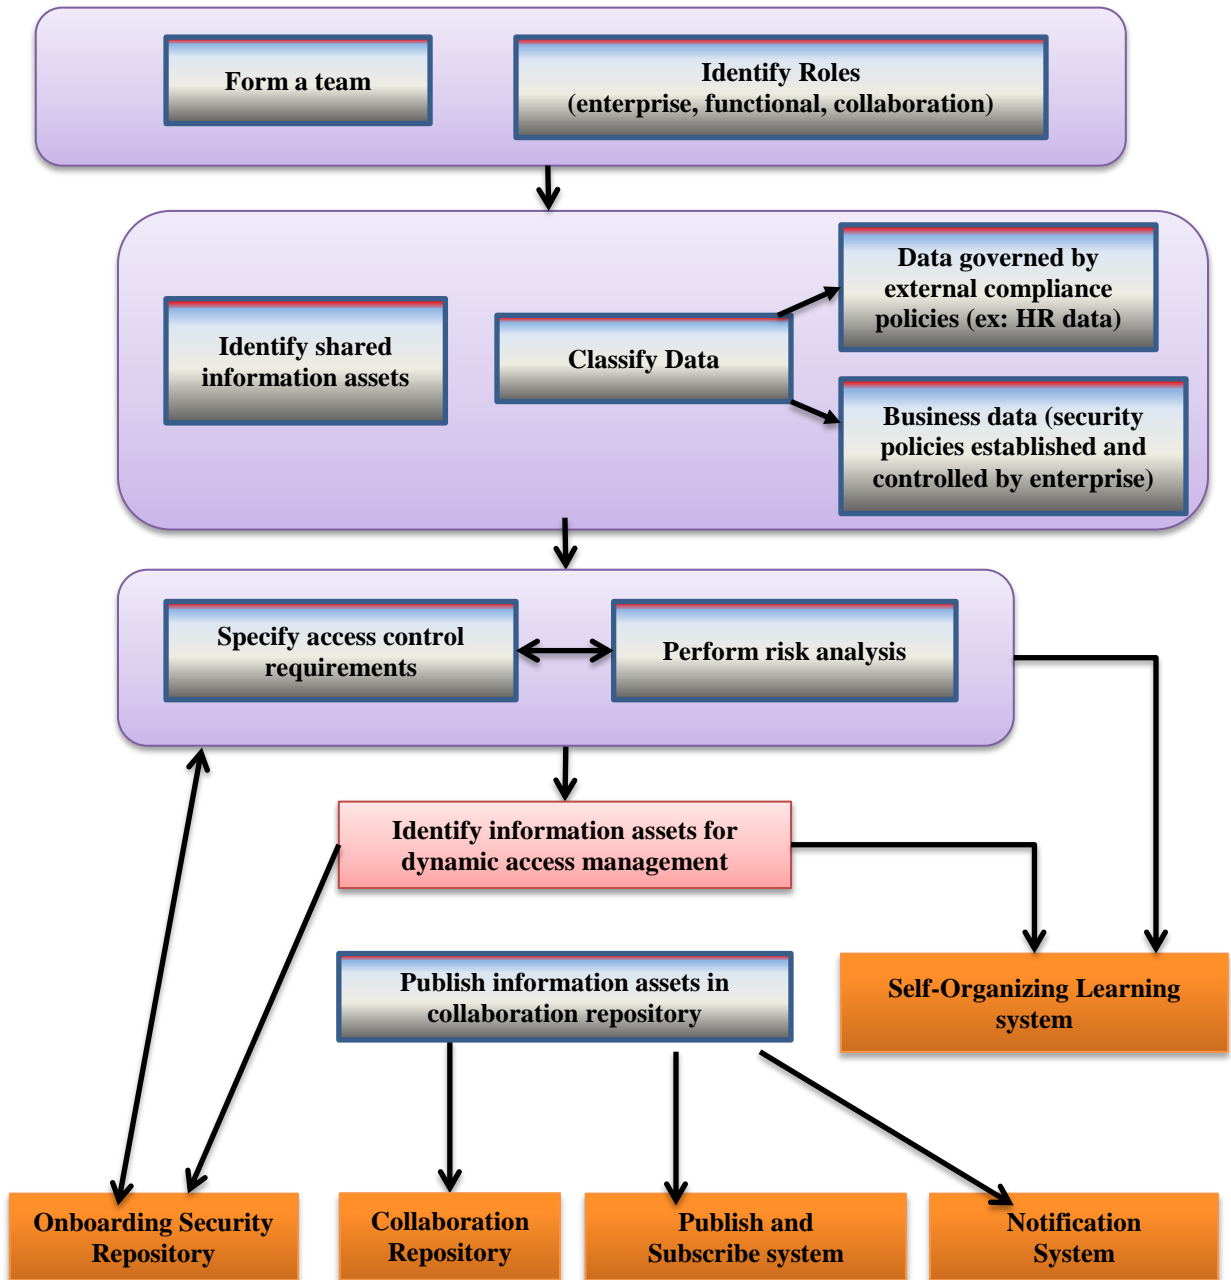 Form a team
Identify Roles
(enterprise, functional, collaboration)
Identify shared
information assets
Classify Data
Data governed by
external compliance
policies (ex: HR data)
Business data (security
policies established and
controlled by enterprise)
Specify access control
requirements
Perform risk analysis
Identify information assets for
dynamic access management
Publish information assets in
collaboration repository
Self-Organizing Learning
system
Onboarding Security
Repository
Collaboration
Repository
Publish and
Subscribe system
Notification
System